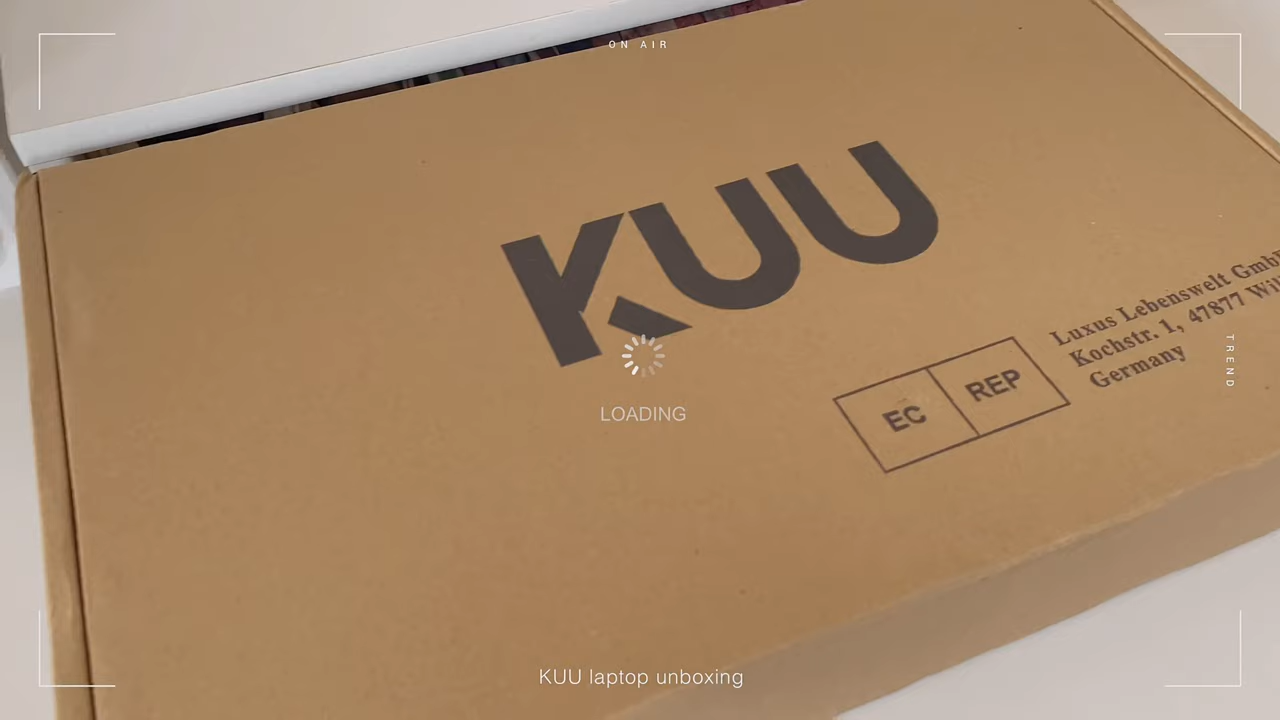 ON AIR
KUU
Luxus Lebenswelt GmbH
Kochstr. 1, 47877
Germany
EC REP
TREND
LOADING
KUU laptop unboxing